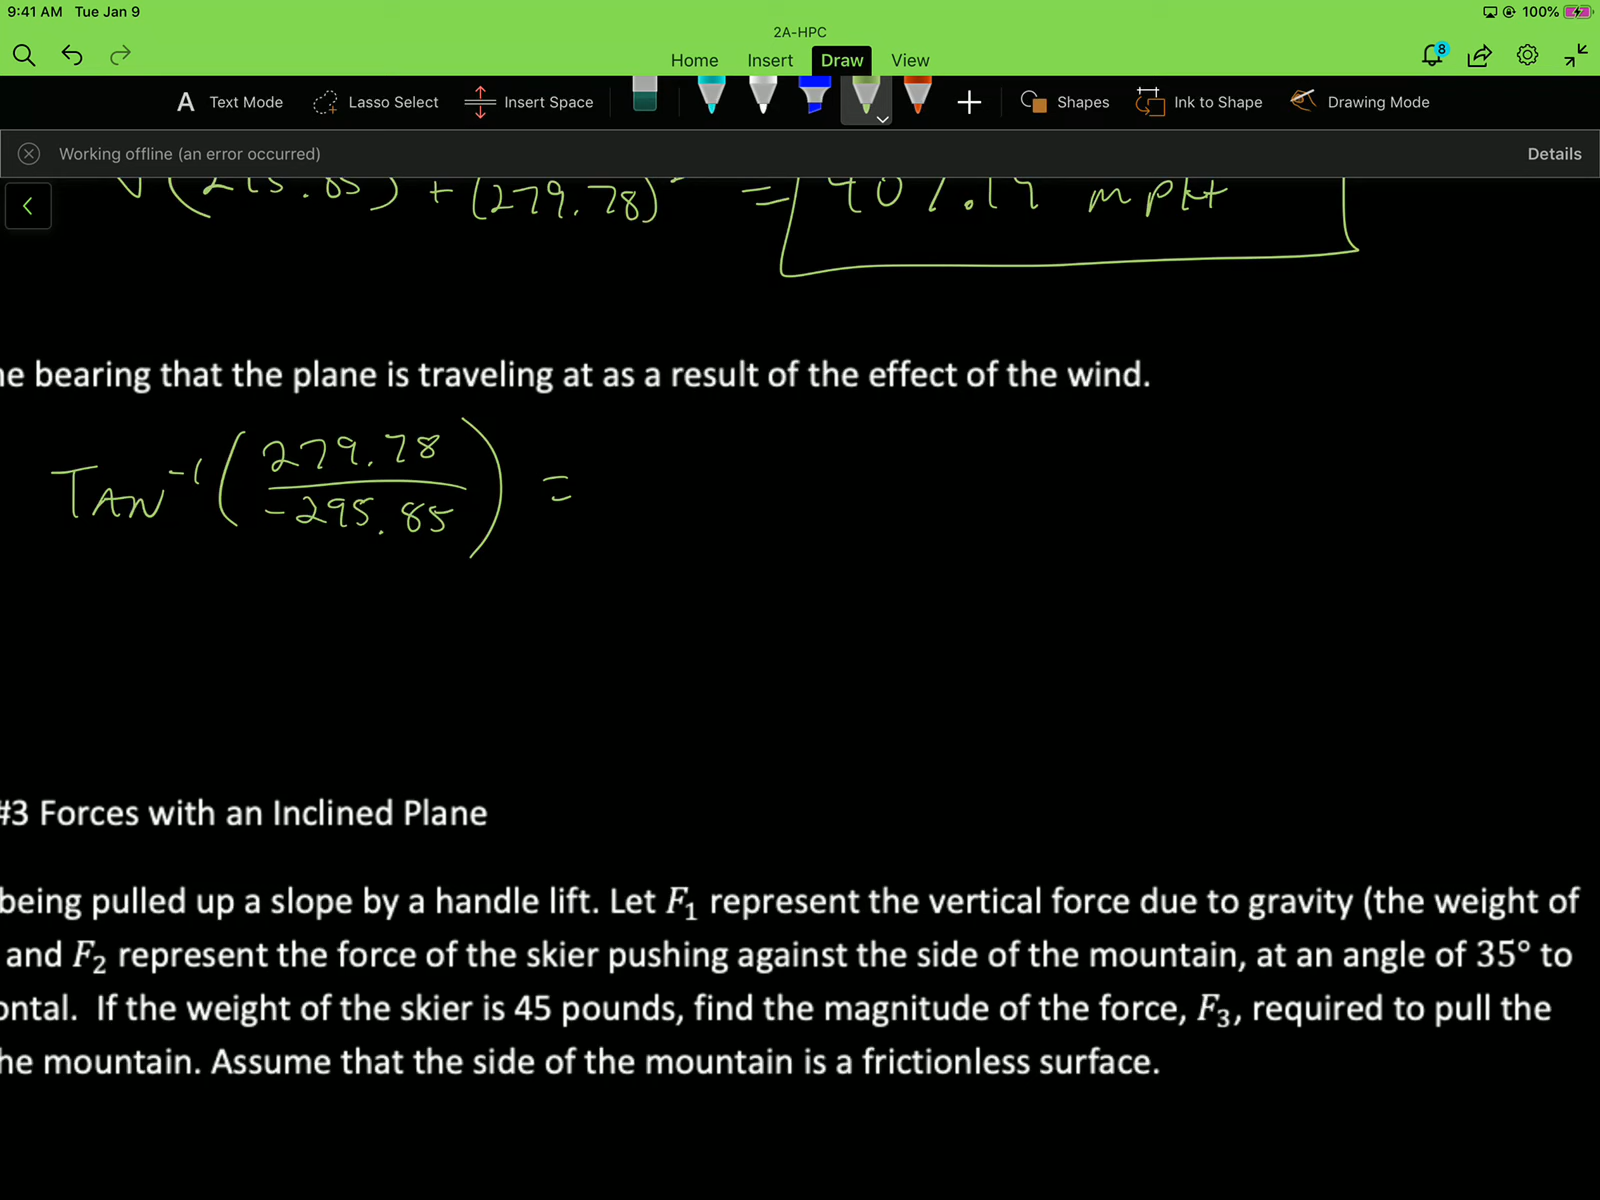 9:41 AM Tue Jan 9
100%
2A-HPC
Home Insert Draw View
8
A Text Mode Lasso Select Insert Space Shapes Ink to Shape Drawing Mode
Working offline (an error occurred) Details
+ (279.78)² =
ne bearing that the plane is traveling at as a result of the effect of the wind.
TAN⁻¹ (279.78 / -295.85) =
#3 Forces with an Inclined Plane
being pulled up a slope by a handle lift. Let F₁ represent the vertical force due to gravity (the weight of
and F₂ represent the force of the skier pushing against the side of the mountain, at an angle of 35° to
ontal. If the weight of the skier is 45 pounds, find the magnitude of the force, F₃, required to pull the
he mountain. Assume that the side of the mountain is a frictionless surface.